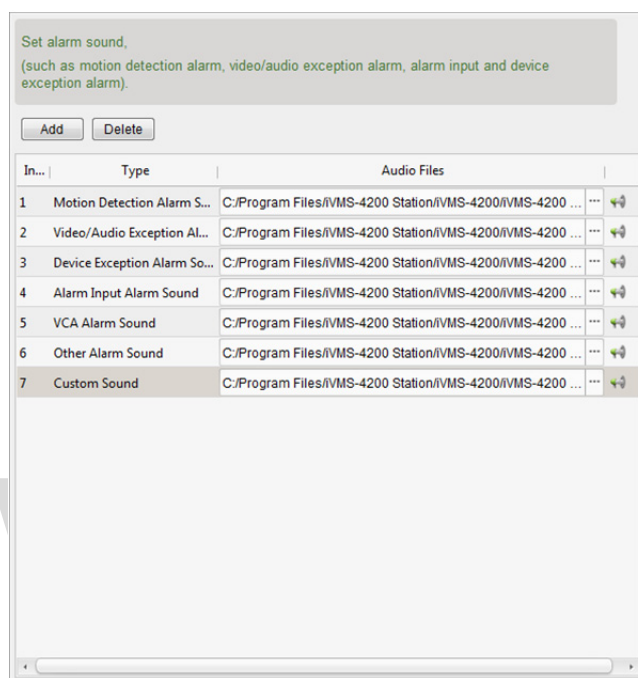 Set alarm sound,
(such as motion detection alarm, video/audio exception alarm, alarm input and device
exception alarm).
Add Delete
In... Type Audio Files
1 Motion Detection Alarm S... C:/Program Files/iVMS-4200 Station/iVMS-4200/iVMS-4200 ... ...
2 Video/Audio Exception Al... C:/Program Files/iVMS-4200 Station/iVMS-4200/iVMS-4200 ... ...
3 Device Exception Alarm So... C:/Program Files/iVMS-4200 Station/iVMS-4200/iVMS-4200 ... ...
4 Alarm Input Alarm Sound C:/Program Files/iVMS-4200 Station/iVMS-4200/iVMS-4200 ... ...
5 VCA Alarm Sound C:/Program Files/iVMS-4200 Station/iVMS-4200/iVMS-4200 ... ...
6 Other Alarm Sound C:/Program Files/iVMS-4200 Station/iVMS-4200/iVMS-4200 ... ...
7 Custom Sound C:/Program Files/iVMS-4200 Station/iVMS-4200/iVMS-4200 ... ...